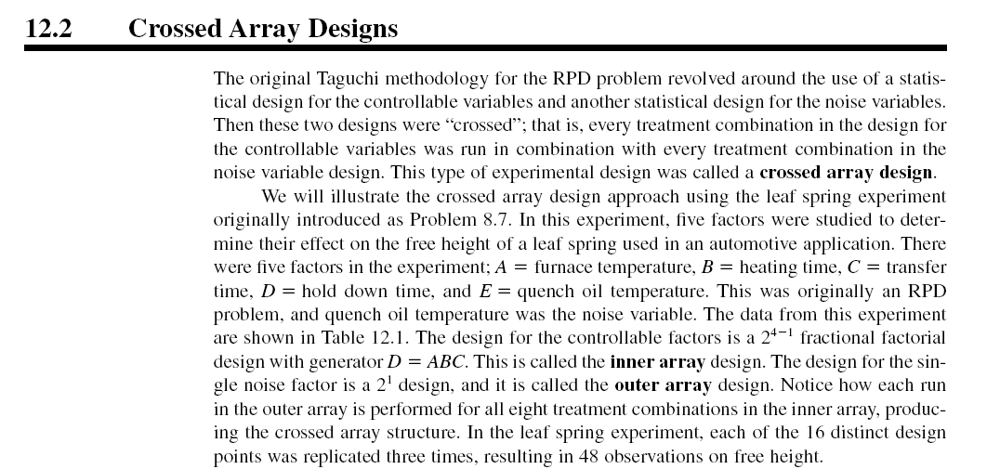 12.2 Crossed Array Designs
The original Taguchi methodology for the RPD problem revolved around the use of a statis-
tical design for the controllable variables and another statistical design for the noise variables.
Then these two designs were “crossed”; that is, every treatment combination in the design for
the controllable variables was run in combination with every treatment combination in the
noise variable design. This type of experimental design was called a crossed array design.
We will illustrate the crossed array design approach using the leaf spring experiment
originally introduced as Problem 8.7. In this experiment, five factors were studied to deter-
mine their effect on the free height of a leaf spring used in an automotive application. There
were five factors in the experiment; A = furnace temperature, B = heating time, C = transfer
time, D = hold down time, and E = quench oil temperature. This was originally an RPD
problem, and quench oil temperature was the noise variable. The data from this experiment
are shown in Table 12.1. The design for the controllable factors is a 2⁴⁻¹ fractional factorial
design with generator D = ABC. This is called the inner array design. The design for the sin-
gle noise factor is a 2¹ design, and it is called the outer array design. Notice how each run
in the outer array is performed for all eight treatment combinations in the inner array, produc-
ing the crossed array structure. In the leaf spring experiment, each of the 16 distinct design
points was replicated three times, resulting in 48 observations on free height.